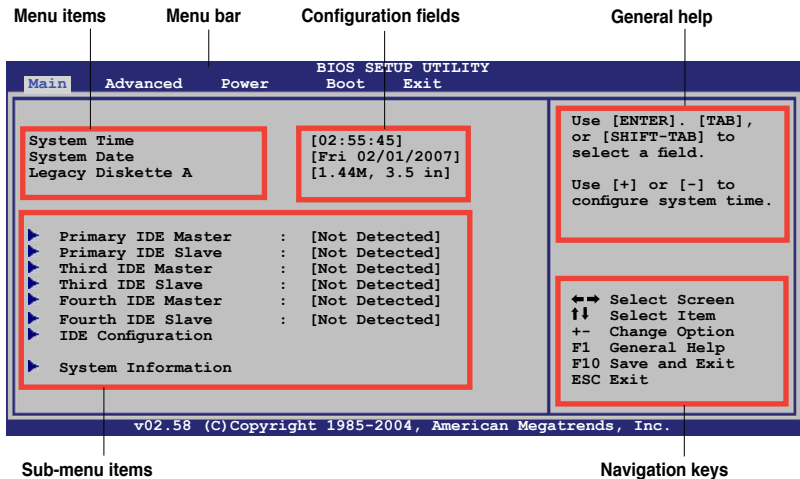 Menu items Menu bar Configuration fields General help
BIOS SETUP UTILITY
Main Advanced Power Boot Exit
System Time [02:55:45]
System Date [Fri 02/01/2007]
Legacy Diskette A [1.44M, 3.5 in]
Primary IDE Master : [Not Detected]
Primary IDE Slave : [Not Detected]
Third IDE Master : [Not Detected]
Third IDE Slave : [Not Detected]
Fourth IDE Master : [Not Detected]
Fourth IDE Slave : [Not Detected]
IDE Configuration
System Information
Use [ENTER]. [TAB],
or [SHIFT-TAB] to
select a field.
Use [+] or [-] to
configure system time.
←→ Select Screen
↑↓ Select Item
+- Change Option
F1 General Help
F10 Save and Exit
ESC Exit
v02.58 (C)Copyright 1985-2004, American Megatrends, Inc.
Sub-menu items Navigation keys